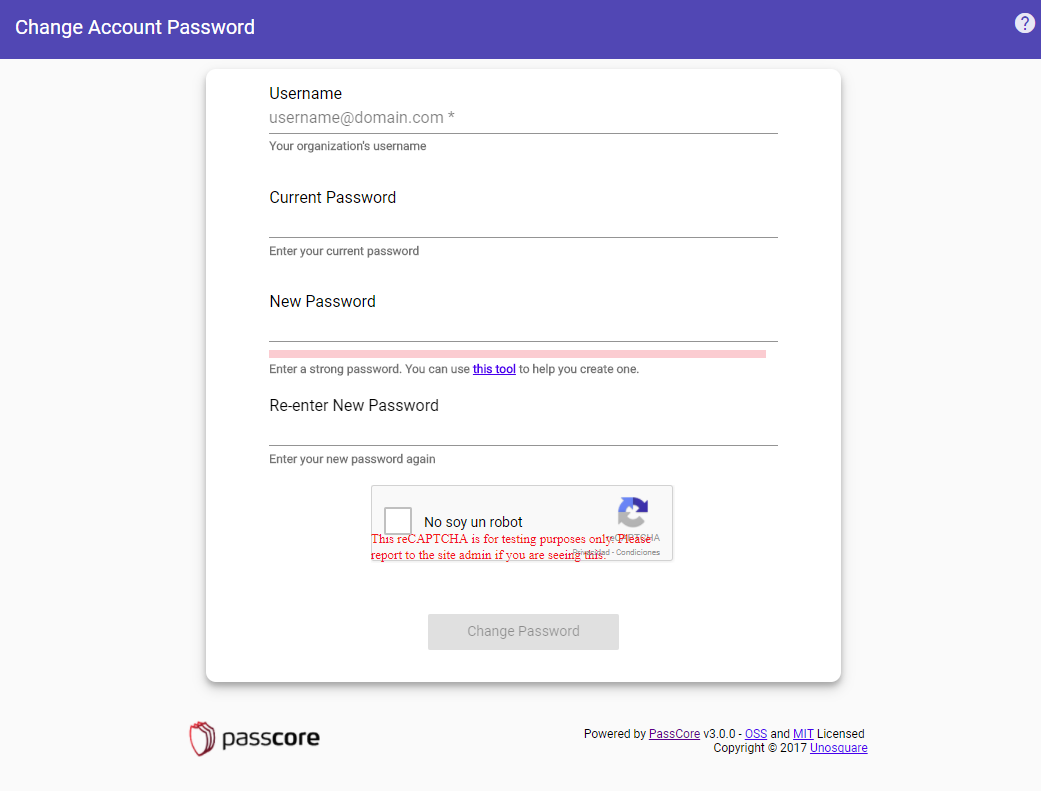 Change Account Password
?
Username
username@domain.com *
Your organization's username
Current Password
Enter your current password
New Password
Enter a strong password. You can use this tool to help you create one.
Re-enter New Password
Enter your new password again
No soy un robot
reCAPTCHA
This reCAPTCHA is for testing purposes only. Please
report to the site admin if you are seeing this.
Privacidad - Condiciones
Change Password
passcore
Powered by PassCore v3.0.0 - OSS and MIT Licensed
Copyright © 2017 Unosquare